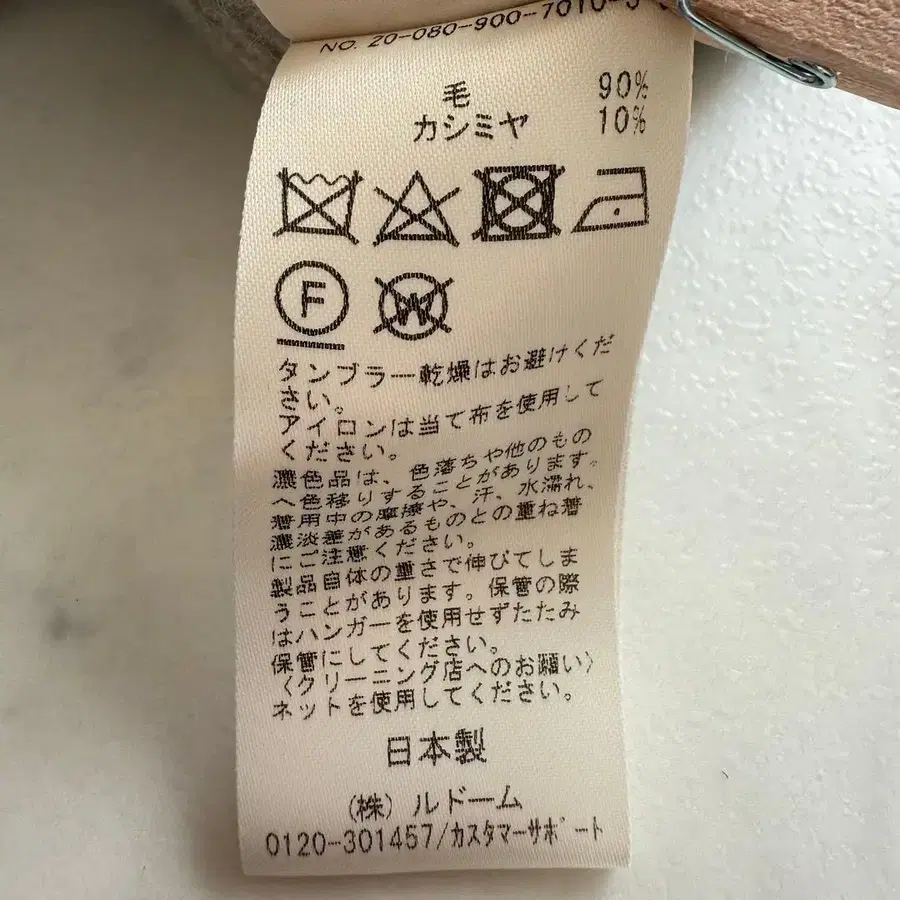 NO. 20-080-900-7010-3
毛 90%
カシミヤ 10%
F
W
タンブラー乾燥はお避けくだ
さい。
アイロンは当て布を使用して
ください。
濃色品は、色落ちや他のもの
へ色移りすることがあります。
着用中の摩擦や、汗、水濡れ、
濃淡差があるものとの重ね着
にご注意ください。
製品自体の重さで伸びてしま
うことがあります。保管の際
はハンガーを使用せずたたみ
保管にしてください。
〈クリーニング店へのお願い〉
ネットを使用してください。
日本製
(株) ルドーム
0120-301457/カスタマーサポート